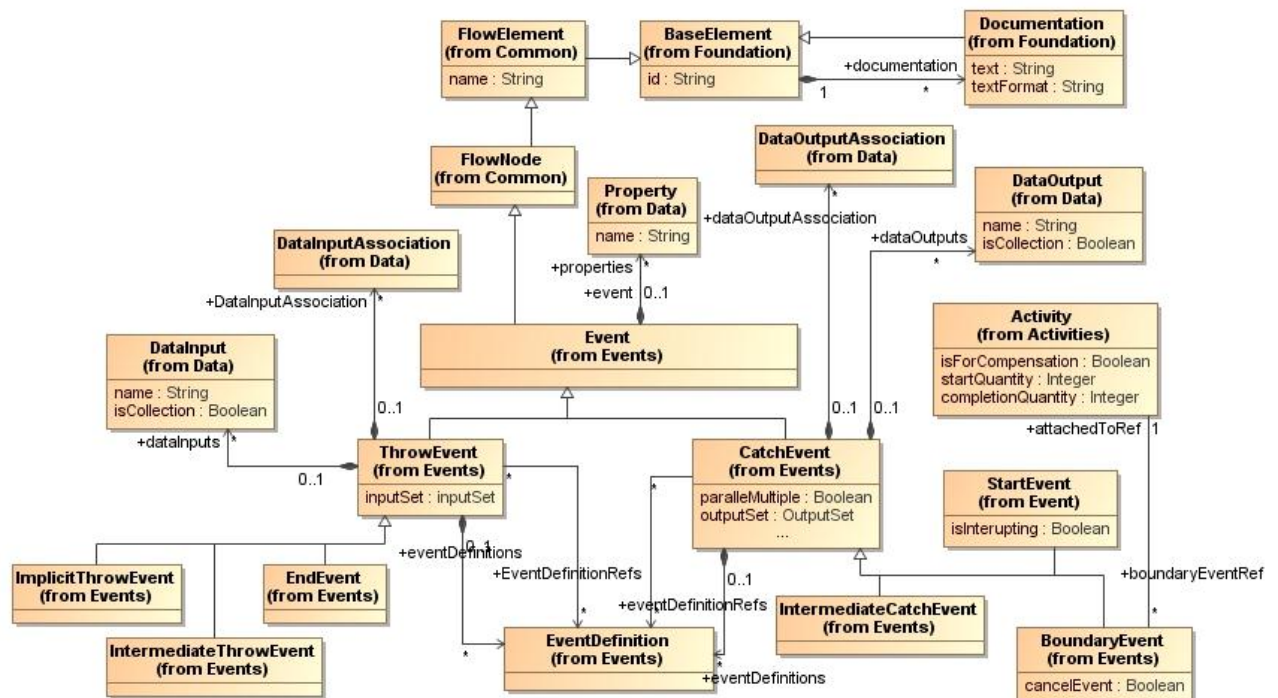 FlowElement
(from Common)
name : String
BaseElement
(from Foundation)
id : String
Documentation
(from Foundation)
text : String
textFormat : String
+documentation
1
*
FlowNode
(from Common)
Property
(from Data)
name : String
DataOutputAssociation
(from Data)
*
+dataOutputAssociation
DataOutput
(from Data)
name : String
isCollection : Boolean
+dataOutputs
*
DataInputAssociation
(from Data)
+DataInputAssociation
*
+properties
*
+event
0..1
DataInput
(from Data)
name : String
isCollection : Boolean
+dataInputs
*
Event
(from Events)
Activity
(from Activities)
isForCompensation : Boolean
startQuantity : Integer
completionQuantity : Integer
+attachedToRef
1
0..1
0..1
0..1
0..1
ThrowEvent
(from Events)
inputSet : inputSet
*
CatchEvent
(from Events)
paralleMultiple : Boolean
outputSet : OutputSet
...
*
StartEvent
(from Event)
isInterupting : Boolean
0..1
+eventDefinitions
+EventDefinitionRefs
*
0..1
+eventDefinitionRefs
*
+boundaryEventRef
*
ImplicitThrowEvent
(from Events)
EndEvent
(from Events)
IntermediateThrowEvent
(from Events)
IntermediateCatchEvent
(from Events)
EventDefinition
(from Events)
*
*
+eventDefinitions
BoundaryEvent
(from Events)
cancelEvent : Boolean